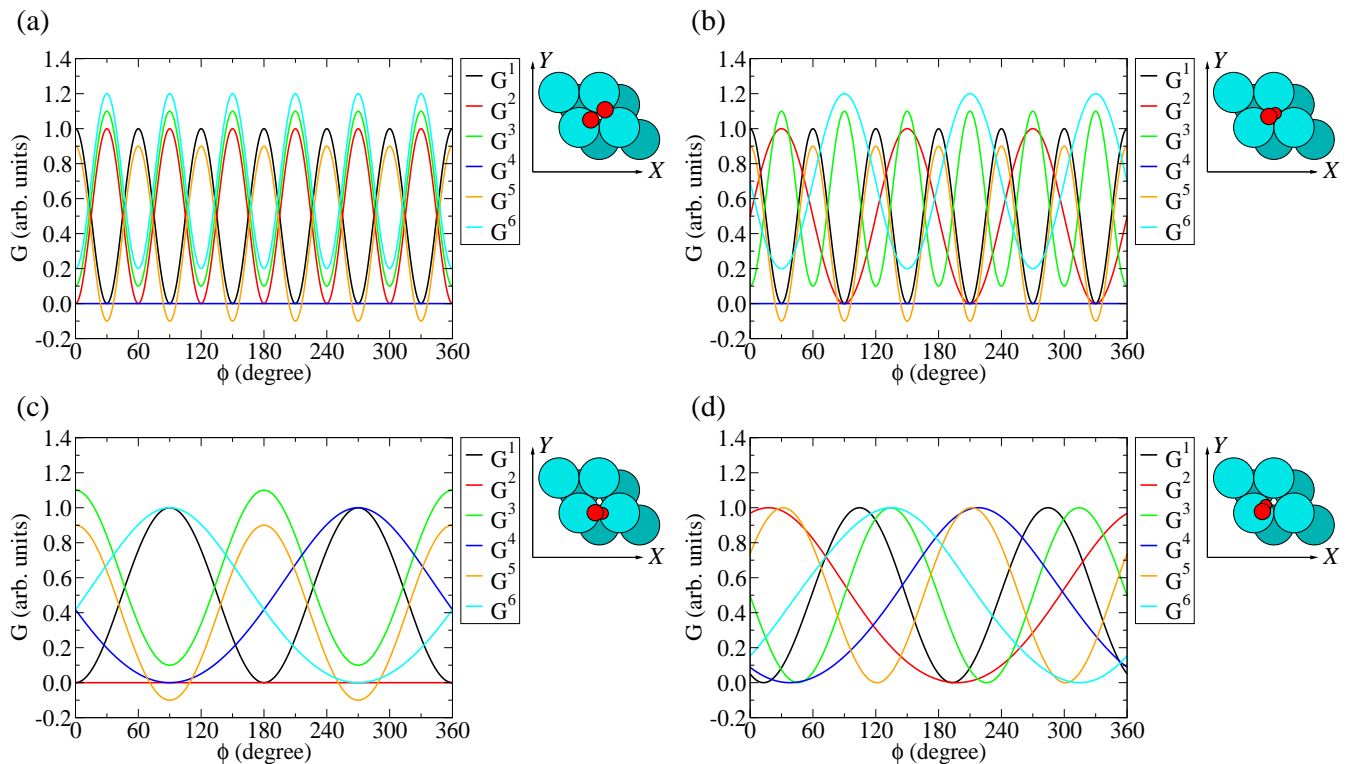 (a)
G (arb. units)
1.4
1.2
1.0
0.8
0.6
0.4
0.2
0.0
-0.2
0 60 120 180 240 300 360
ϕ (degree)
G¹
G²
G³
G⁴
G⁵
G⁶
Y
X
(b)
G (arb. units)
1.4
1.2
1.0
0.8
0.6
0.4
0.2
0.0
-0.2
0 60 120 180 240 300 360
ϕ (degree)
G¹
G²
G³
G⁴
G⁵
G⁶
Y
X
(c)
G (arb. units)
1.4
1.2
1.0
0.8
0.6
0.4
0.2
0.0
-0.2
0 60 120 180 240 300 360
ϕ (degree)
G¹
G²
G³
G⁴
G⁵
G⁶
Y
X
(d)
G (arb. units)
1.4
1.2
1.0
0.8
0.6
0.4
0.2
0.0
-0.2
0 60 120 180 240 300 360
ϕ (degree)
G¹
G²
G³
G⁴
G⁵
G⁶
Y
X